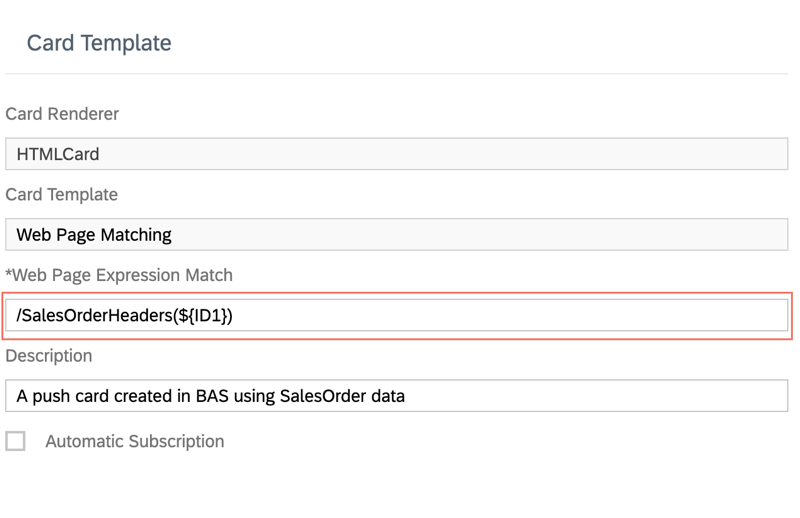 Card Template
Card Renderer
HTMLCard
Card Template
Web Page Matching
*Web Page Expression Match
/SalesOrderHeaders(${ID1})
Description
A push card created in BAS using SalesOrder data
Automatic Subscription